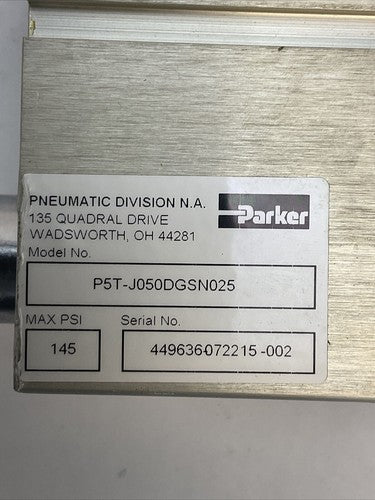 PNEUMATIC DIVISION N.A.
135 QUADRAL DRIVE
WADSWORTH, OH 44281
Parker
Model No.
P5T-J050DGSN025
MAX PSI
145
Serial No.
449636-072215-002